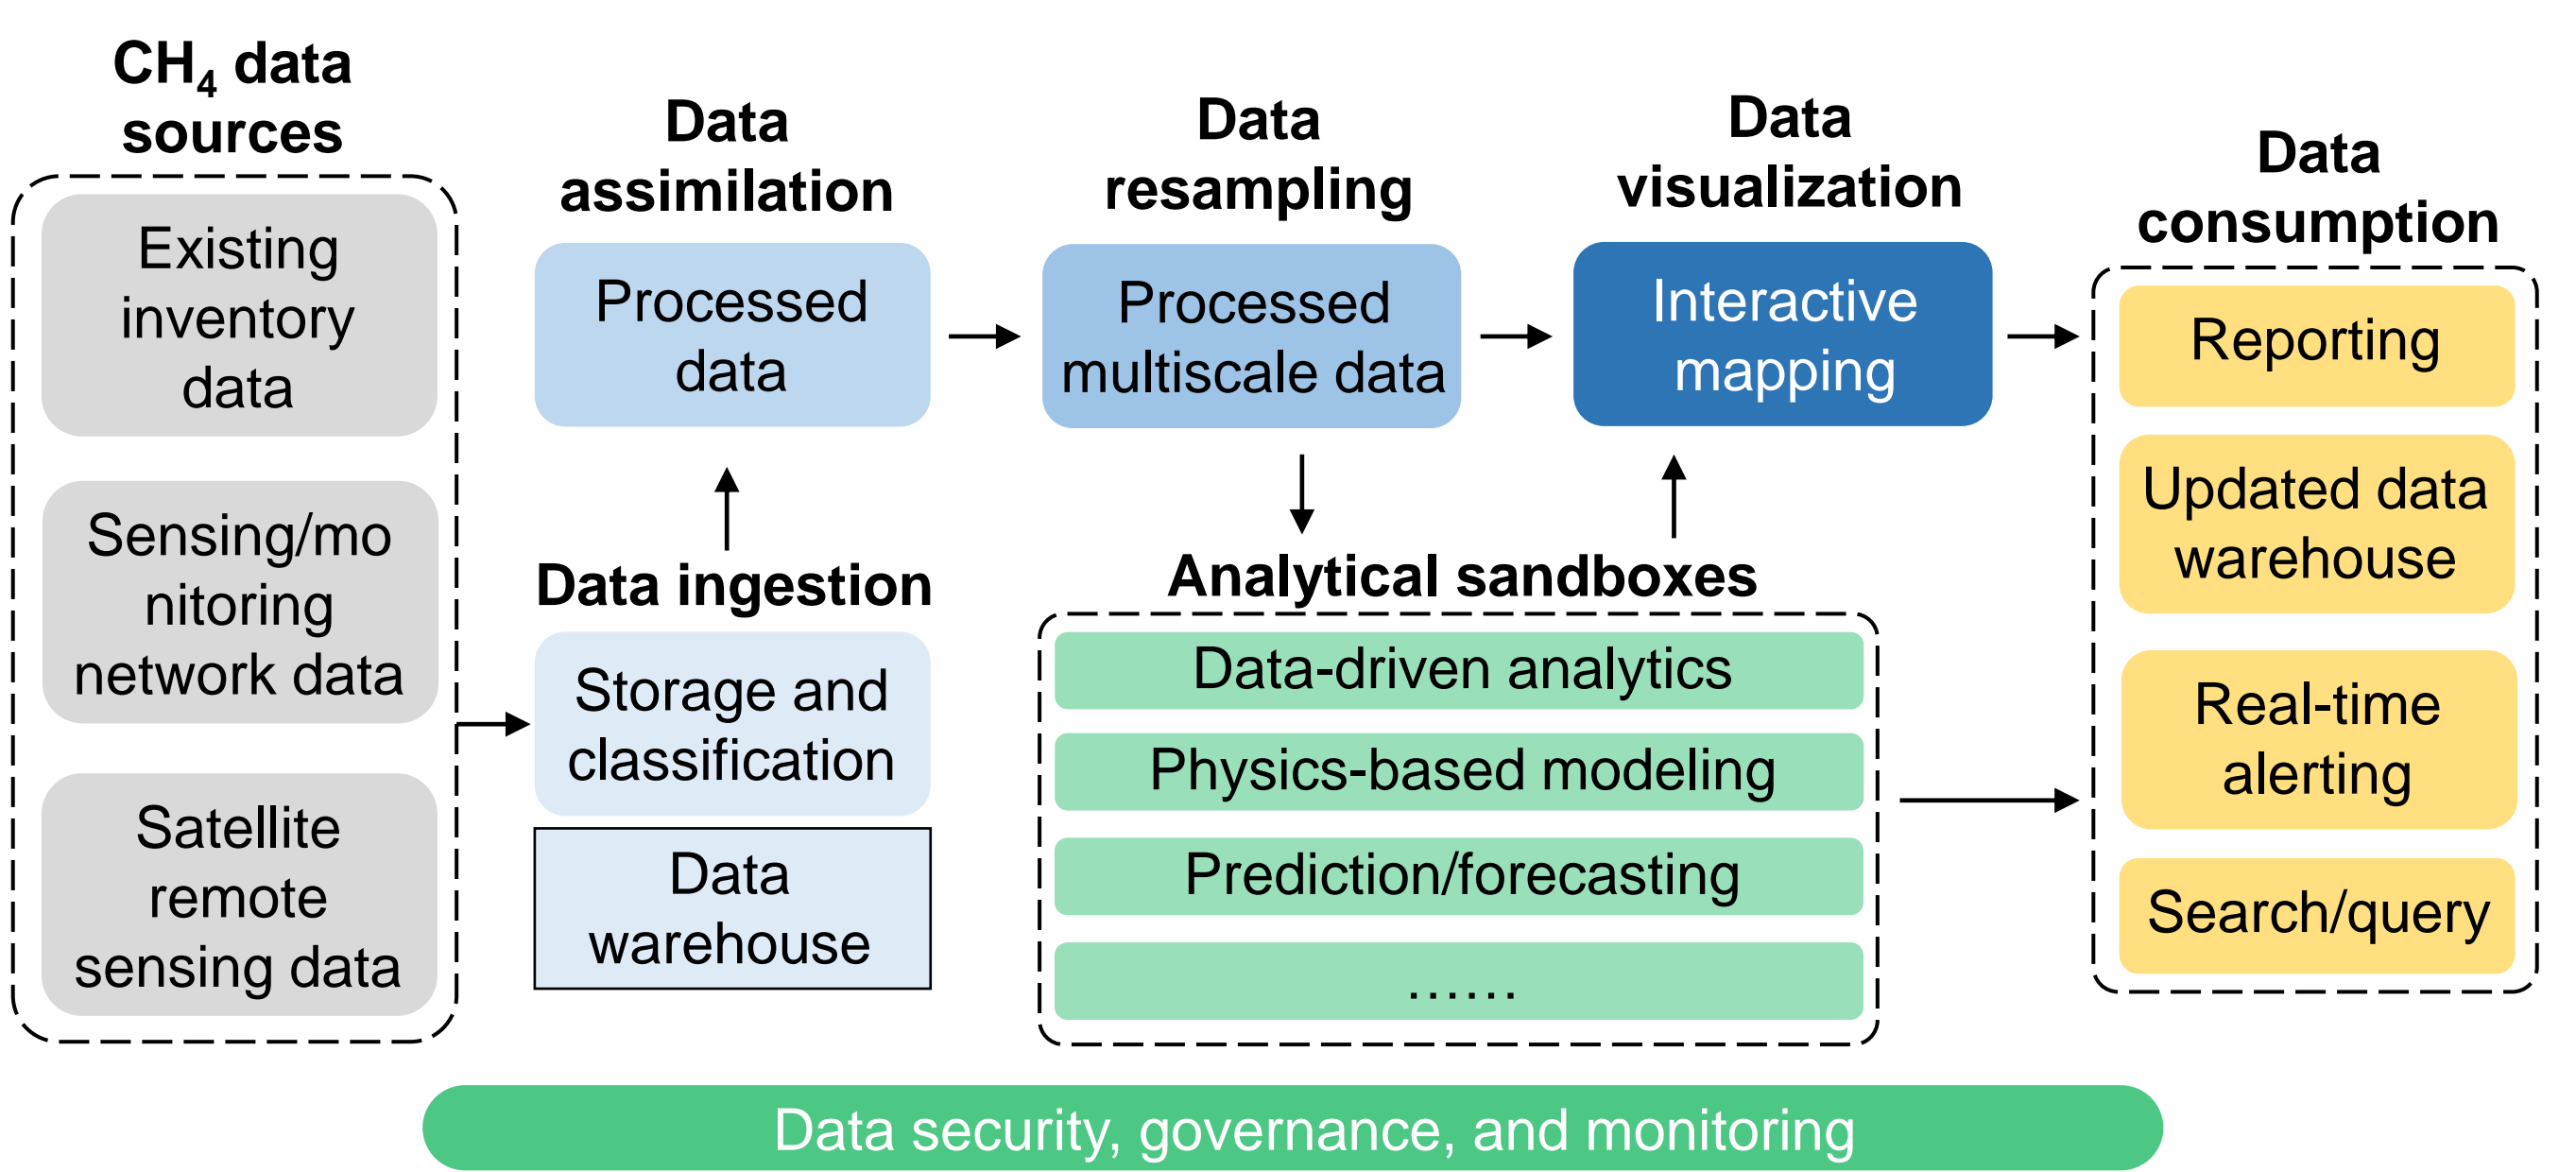 CH₄ data
sources
Existing
inventory
data
Sensing/mo
nitoring
network data
Satellite
remote
sensing data
Data
assimilation
Processed
data
Data ingestion
Storage and
classification
Data
warehouse
Data
resampling
Processed
multiscale data
Data
visualization
Interactive
mapping
Analytical sandboxes
Data-driven analytics
Physics-based modeling
Prediction/forecasting
......
Data
consumption
Reporting
Updated data
warehouse
Real-time
alerting
Search/query
Data security, governance, and monitoring